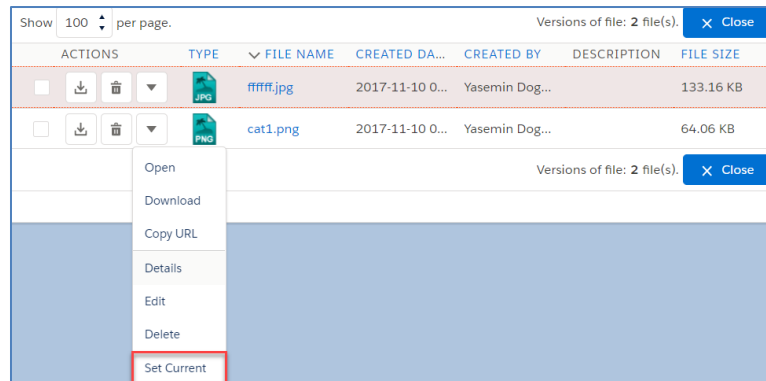 Show 100 per page. Versions of file: 2 file(s). Close
ACTIONS TYPE FILE NAME CREATED DA... CREATED BY DESCRIPTION FILE SIZE
JPG ffffff.jpg 2017-11-10 0... Yasemin Dog... 133.16 KB
PNG cat1.png 2017-11-10 0... Yasemin Dog... 64.06 KB
Open
Versions of file: 2 file(s). Close
Download
Copy URL
Details
Edit
Delete
Set Current